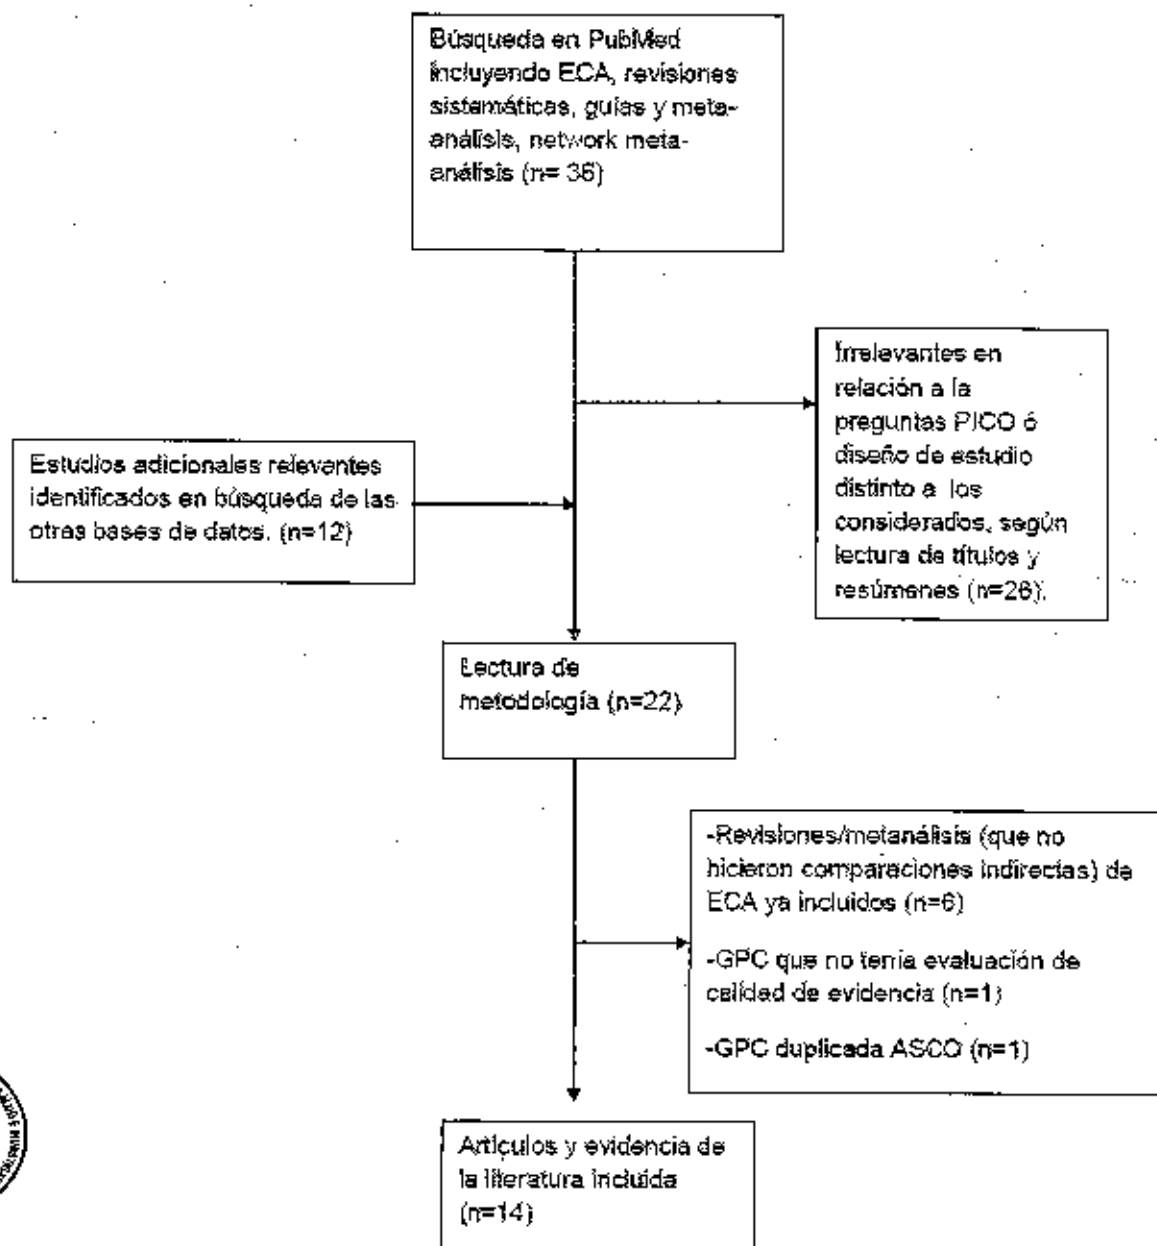 Búsqueda en PubMed
incluyendo ECA, revisiones
sistemáticas, guías y meta-
análisis, network meta-
análisis (n= 36)
Irrelevantes en
relación a la
preguntas PICO ó
diseño de estudio
distinto a los
considerados, según
lectura de títulos y
resúmenes (n=26).
Estudios adicionales relevantes
identificados en búsqueda de las
otras bases de datos. (n=12)
Lectura de
metodología (n=22)
-Revisiones/metanálisis (que no
hicieron comparaciones indirectas) de
ECA ya incluidos (n=6)
-GPC que no tenía evaluación de
calidad de evidencia (n=1)
-GPC duplicada ASCO (n=1)
Artículos y evidencia de
la literatura incluida
(n=14)